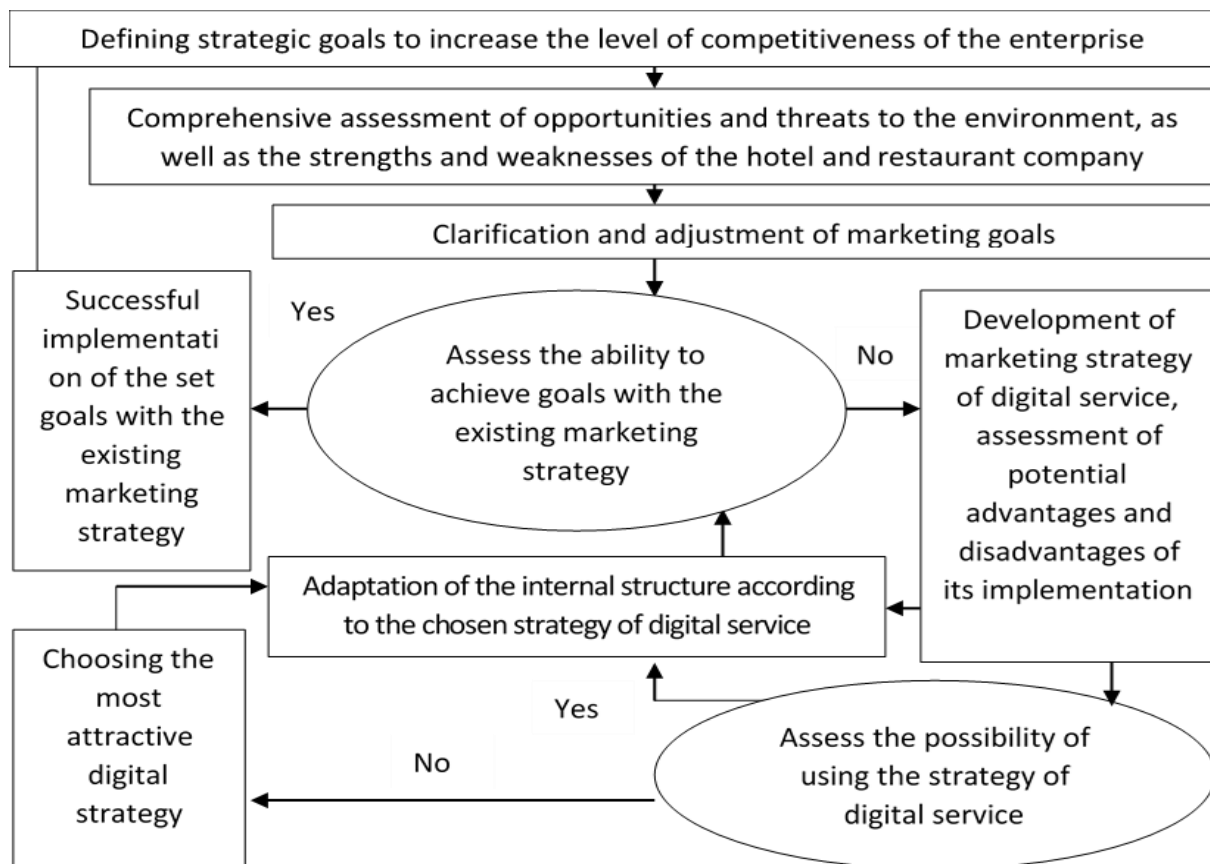 Defining strategic goals to increase the level of competitiveness of the enterprise
Comprehensive assessment of opportunities and threats to the environment, as
well as the strengths and weaknesses of the hotel and restaurant company
Clarification and adjustment of marketing goals
Successful
implementati
on of the set
goals with the
existing
marketing
strategy
Yes
Assess the ability to
achieve goals with the
existing marketing
strategy
No
Development of
marketing strategy
of digital service,
assessment of
potential
advantages and
disadvantages of
its implementation
Adaptation of the internal structure according
to the chosen strategy of digital service
Choosing the
most
attractive
digital
strategy
Yes
No
Assess the possibility of
using the strategy of
digital service